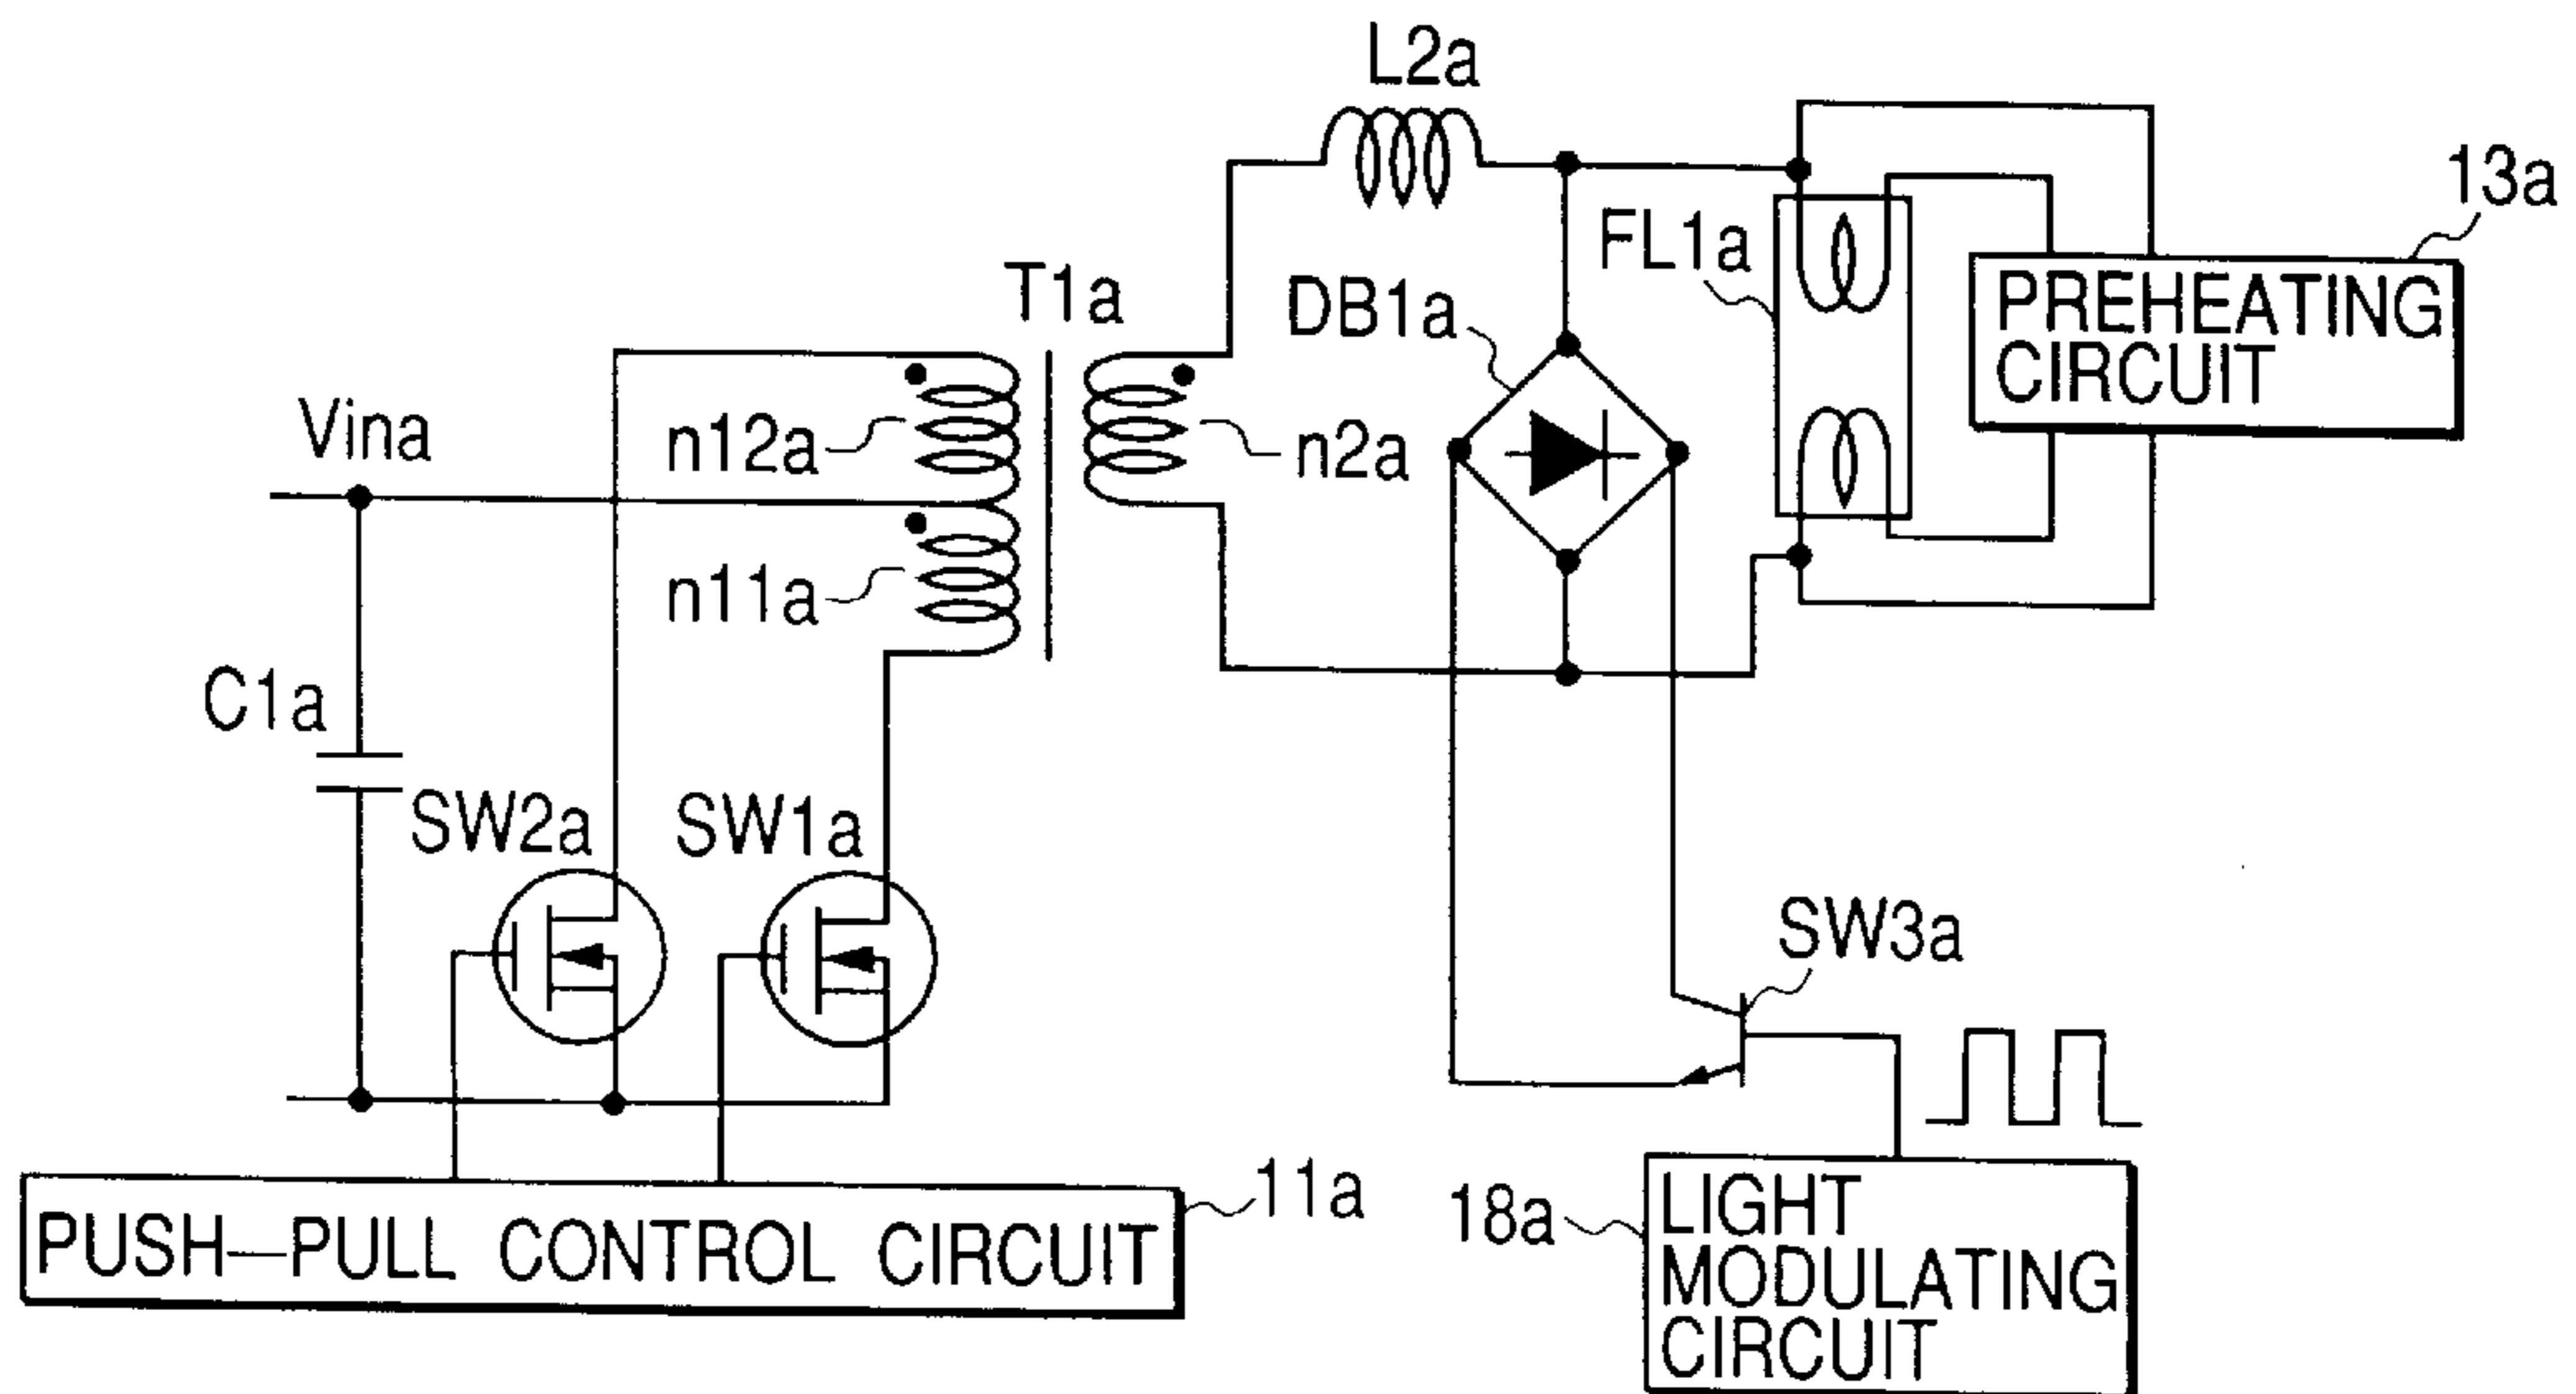 L2a
13a
FL1a
T1a
DB1a
PREHEATING
CIRCUIT
Vina
n12a
n2a
n11a
C1a
SW2a
SW1a
SW3a
11a
18a
PUSH—PULL CONTROL CIRCUIT
LIGHT
MODULATING
CIRCUIT